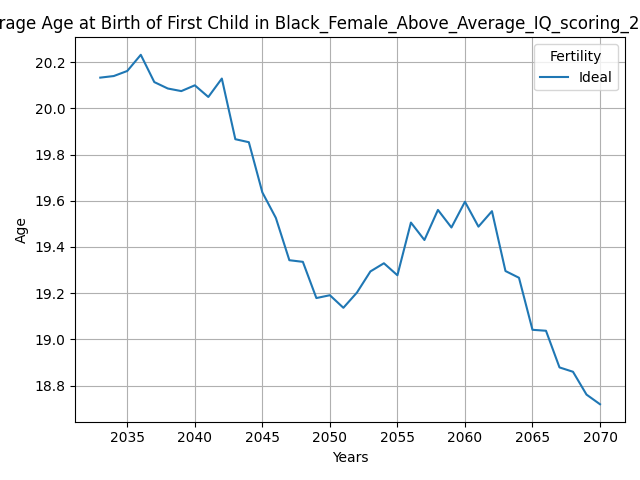 rage Age at Birth of First Child in Black_Female_Above_Average_IQ_scoring_2
Fertility
Ideal
20.2
20.0
19.8
19.6
19.4
19.2
19.0
18.8
Age
2035 2040 2045 2050 2055 2060 2065 2070
Years